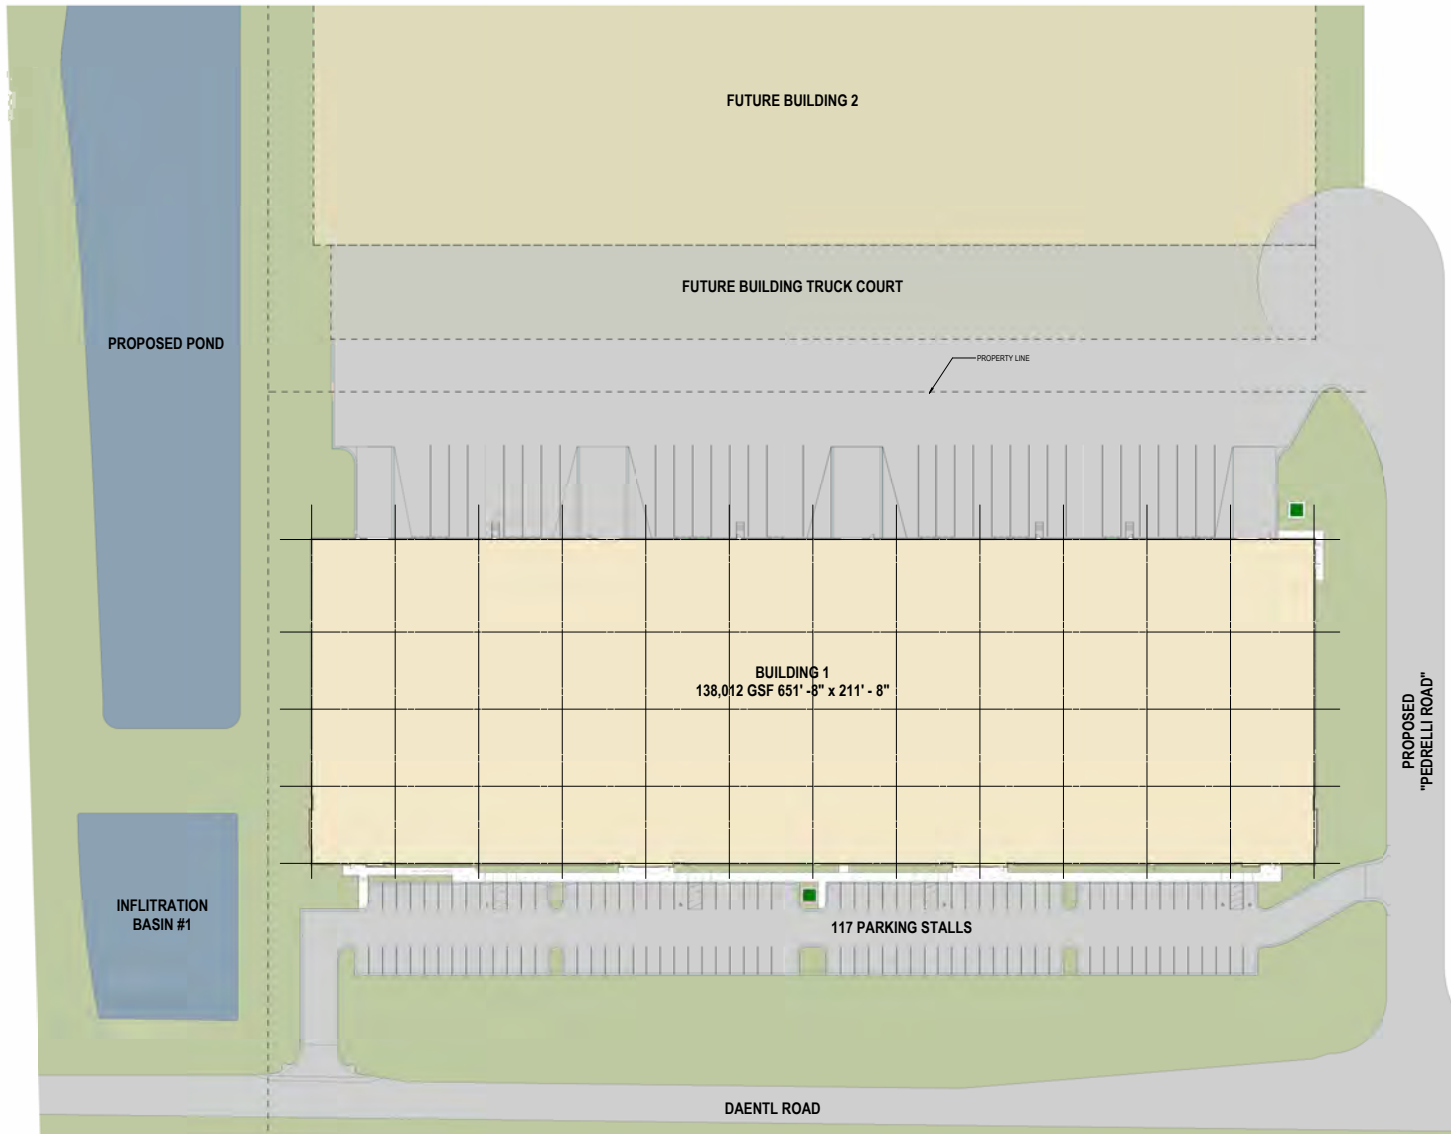 FUTURE BUILDING 2
FUTURE BUILDING TRUCK COURT
PROPOSED POND
PROPERTY LINE
BUILDING 1
138,012 GSF 651' -8" x 211' - 8"
PROPOSED
"PEDRELLI ROAD"
INFLITRATION
BASIN #1
117 PARKING STALLS
DAENTL ROAD